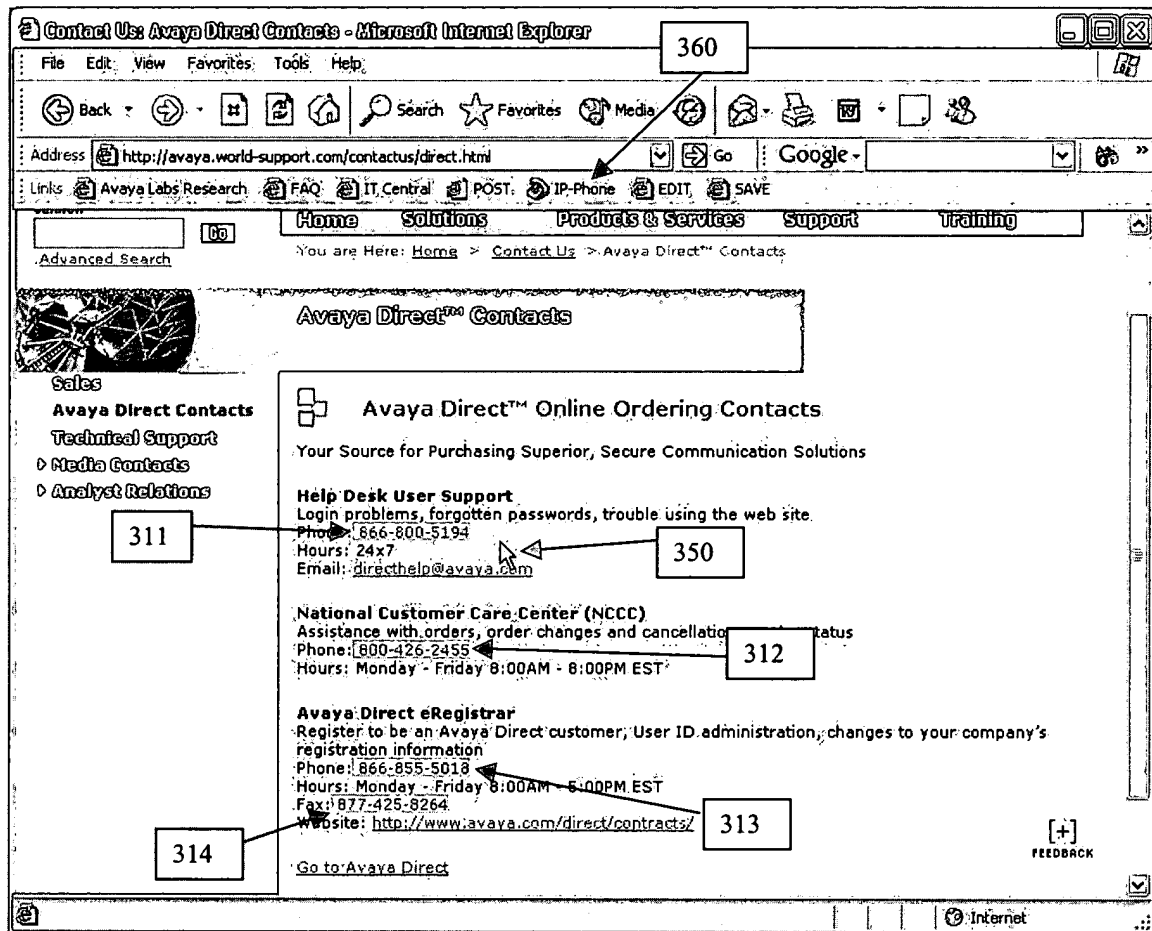 Contact Us: Avaya Direct Contacts - Microsoft Internet Explorer
360
File Edit View Favorites Tools Help
Back Search Favorites Media
Address http://avaya.world-support.com/contactus/direct.html Go Google
Links Avaya Labs Research FAQ IT Central POST IP-Phone EDIT SAVE
Home Solutions Products & Services Support Training
Go
Advanced Search
You are Here: Home > Contact Us > Avaya Direct™ Contacts
Avaya Direct™ Contacts
Sales
Avaya Direct Contacts
Technical Support
Media Contacts
Analyst Relations
Avaya Direct™ Online Ordering Contacts
Your Source for Purchasing Superior, Secure Communication Solutions
Help Desk User Support
Login problems, forgotten passwords, trouble using the web site
311
Phone: 866-800-5194
Hours: 24x7
350
Email: directhelp@avaya.com
National Customer Care Center (NCCC)
Assistance with orders, order changes and
Phone: 800-426-2455
312
Hours: Monday - Friday 8:00AM - 8:00PM EST
Avaya Direct eRegistrar
Register to be an Avaya Direct customer, User ID administration, changes to your company's
registration information
Phone: 866-855-5018
Hours: Monday - Friday 8:00AM - 5:00PM EST
Fax: 877-425-8264
Website: http://www.avaya.com/direct/contracts/
313
314
[+]
FEEDBACK
Go to Avaya Direct
Internet